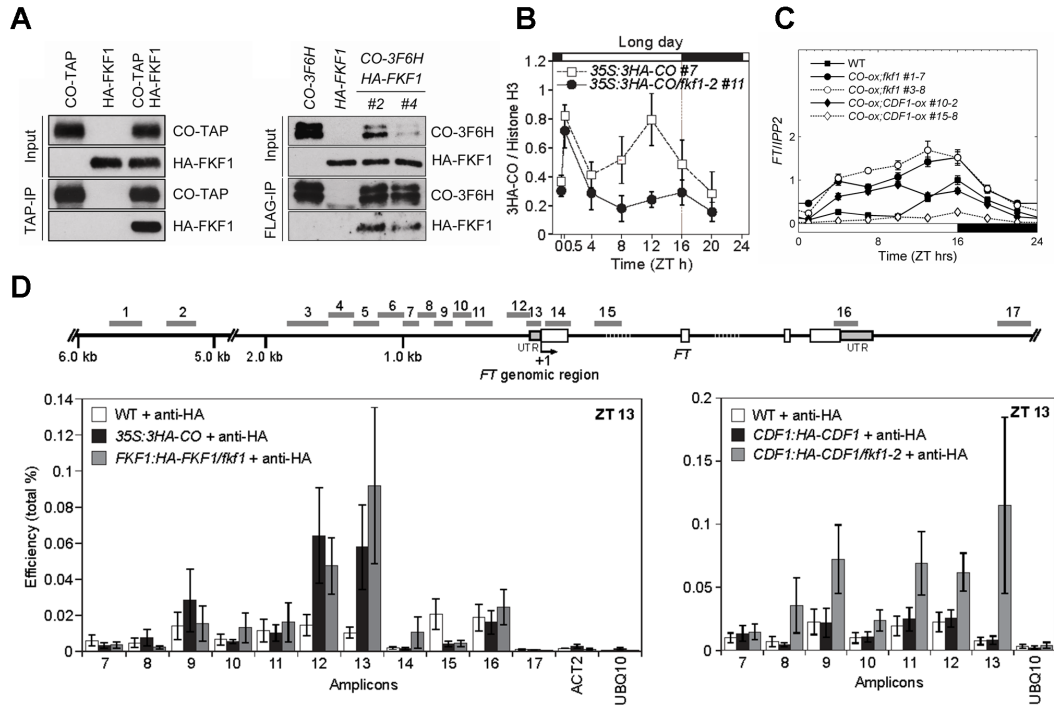 A
CO-TAP
HA-FKF1
CO-TAP
HA-FKF1
Input
TAP-IP
CO-TAP
HA-FKF1
CO-TAP
HA-FKF1
CO-3F6H
HA-FKF1
CO-3F6H
HA-FKF1
#2 #4
Input
FLAG-IP
CO-3F6H
HA-FKF1
CO-3F6H
HA-FKF1
B
Long day
35S:3HA-CO #7
35S:3HA-CO/fkf1-2 #11
3HA-CO / Histone H3
1.2
1
0.8
0.6
0.4
0.2
0
0 0.5 4 8 12 16 20 24
Time (ZT h)
C
WT
CO-ox;fkf1 #1-7
CO-ox;fkf1 #3-8
CO-ox;CDF1-ox #10-2
CO-ox;CDF1-ox #15-8
FT/IPP2
2
1
0
0 8 16 24
Time (ZT hrs)
D
1 2 3 4 5 6 7 8 9 10 11 12 13 14 15 16 17
6.0 kb 5.0 kb 2.0 kb 1.0 kb
UTR
+1
FT
UTR
FT genomic region
WT + anti-HA
35S:3HA-CO + anti-HA
FKF1:HA-FKF1/fkf1 + anti-HA
ZT 13
Efficiency (total %)
0.14
0.12
0.1
0.08
0.06
0.04
0.02
0
7 8 9 10 11 12 13 14 15 16 17 ACT2 UBQ10
Amplicons
WT + anti-HA
CDF1:HA-CDF1 + anti-HA
CDF1:HA-CDF1/fkf1-2 + anti-HA
ZT 13
0.2
0.15
0.1
0.05
0
7 8 9 10 11 12 13 UBQ10
Amplicons